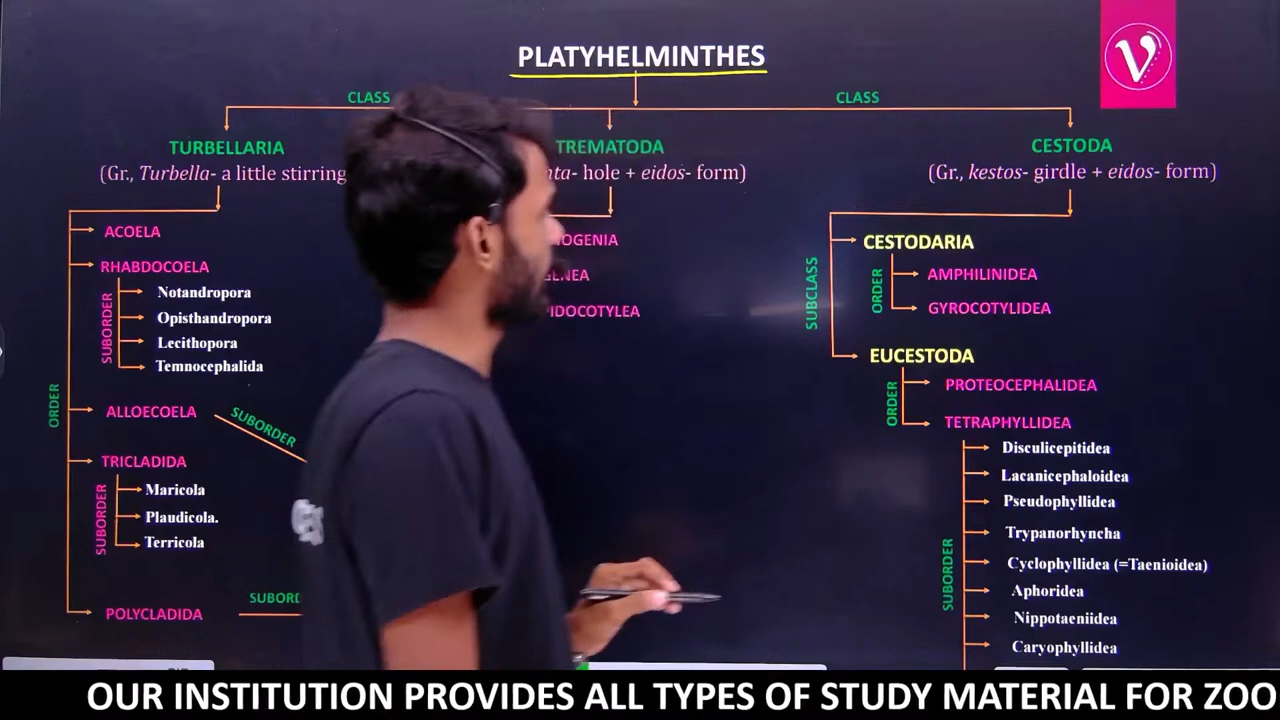 PLATYHELMINTHES
CLASS
CLASS
TURBELLARIA
(Gr., Turbella- a little stirring
TREMATODA
hole + eidos- form)
CESTODA
(Gr., kestos- girdle + eidos- form)
ORDER
ACOELA
RHABDOCOELA
SUBORDER
Notandropora
Opisthandropora
Lecithopora
Temnocephalida
ALLOECOELA
SUBORDER
TRICLADIDA
SUBORDER
Maricola
Plaudicola.
Terricola
POLYCLADIDA
SUBORD
SUBCLASS
CESTODARIA
ORDER
AMPHILINIDEA
GYROCOTYLIDEA
EUCESTODA
ORDER
PROTEOCEPHALIDEA
TETRAPHYLLIDEA
SUBORDER
Disculicepitidea
Lacanicephaloidea
Pseudophyllidea
Trypanorhyncha
Cyclophyllidea (=Taenioidea)
Aphoridea
Nippotaeniidea
Caryophyllidea
OUR INSTITUTION PROVIDES ALL TYPES OF STUDY MATERIAL FOR ZOO